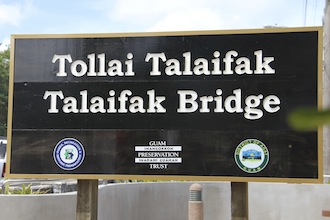 Tollai Talaifak
Talaifak Bridge
GUAM
PRESERVATION
TRUST